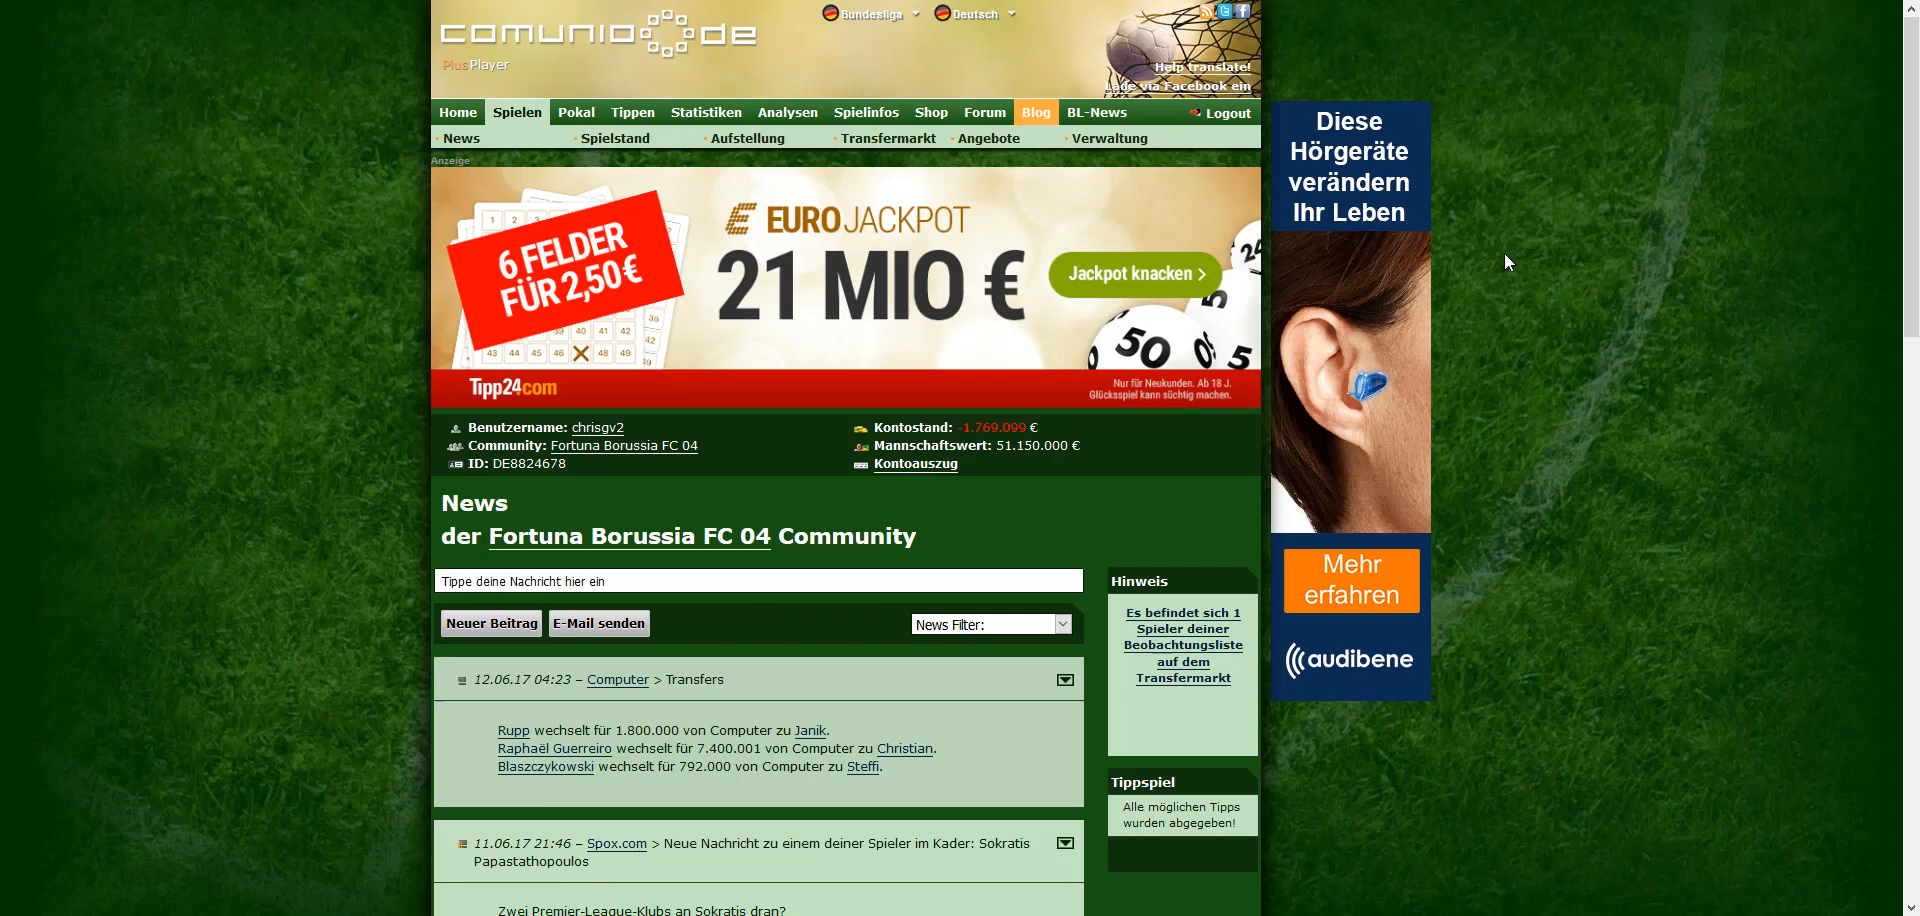 comunio.de
PlusPlayer
Bundesliga
Deutsch
Help translate!
Lade via Facebook ein
Home Spielen Pokal Tippen Statistiken Analysen Spielinfos Shop Forum Blog BL-News Logout
News Spielstand Aufstellung Transfermarkt Angebote Verwaltung
Anzeige
6 FELDER
FÜR 2,50€
EUROJACKPOT
21 MIO €
Jackpot knacken >
Tipp24.com
Nur für Neukunden. Ab 18 J.
Glücksspiel kann süchtig machen.
Diese
Hörgeräte
verändern
Ihr Leben
Mehr
erfahren
audibene
Benutzername: chrisgv2
Community: Fortuna Borussia FC 04
ID: DE8824678
Kontostand: -1.769.099 €
Mannschaftswert: 51.150.000 €
Kontoauszug
News
der Fortuna Borussia FC 04 Community
Tippe deine Nachricht hier ein
Neuer Beitrag E-Mail senden News Filter:
12.06.17 04:23 – Computer > Transfers
Rupp wechselt für 1.800.000 von Computer zu Janik.
Raphaël Guerreiro wechselt für 7.400.001 von Computer zu Christian.
Blaszczykowski wechselt für 792.000 von Computer zu Steffi.
11.06.17 21:46 – Spox.com > Neue Nachricht zu einem deiner Spieler im Kader: Sokratis
Papastathopoulos
Zwei Premier-League-Klubs an Sokratis dran?
Hinweis
Es befindet sich 1
Spieler deiner
Beobachtungsliste
auf dem
Transfermarkt
Tippspiel
Alle möglichen Tipps
wurden abgegeben!